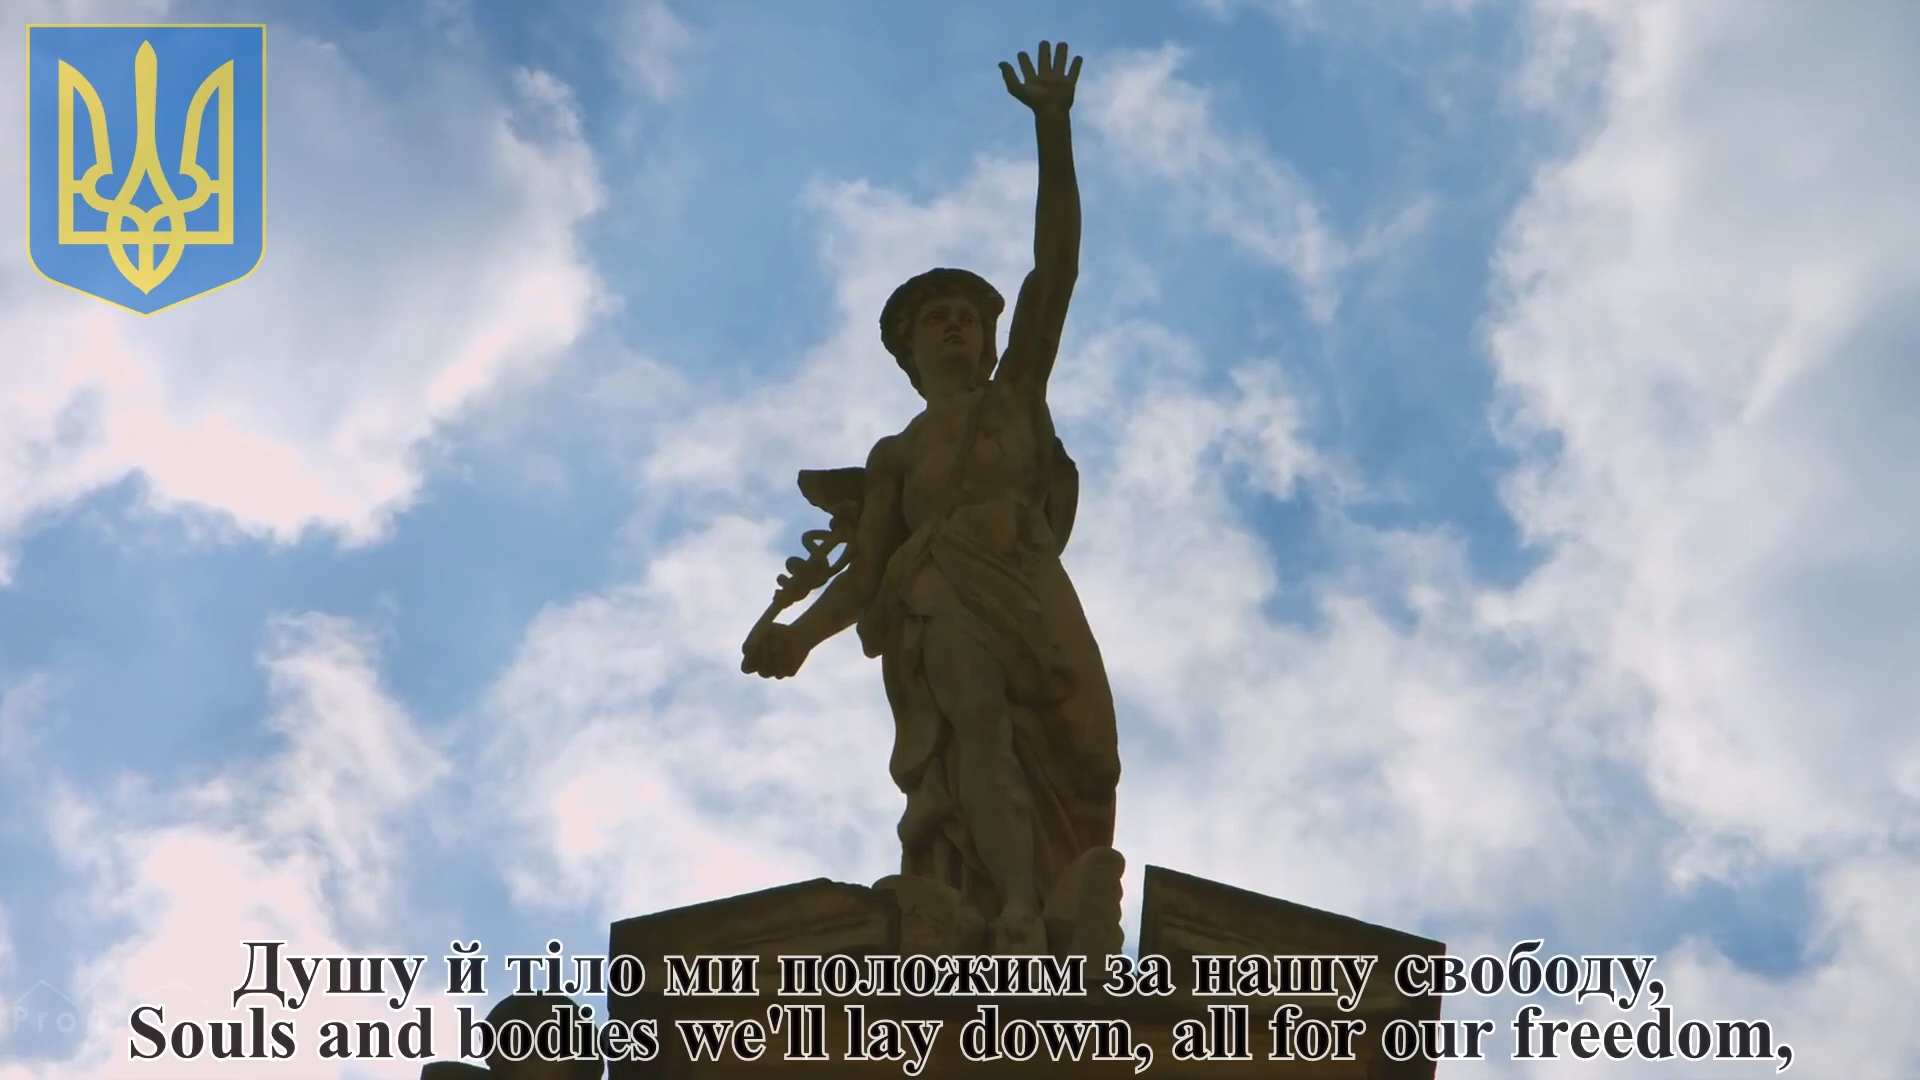 Душу й тіло ми положим за нашу свободу,
Souls and bodies we'll lay down, all for our freedom,